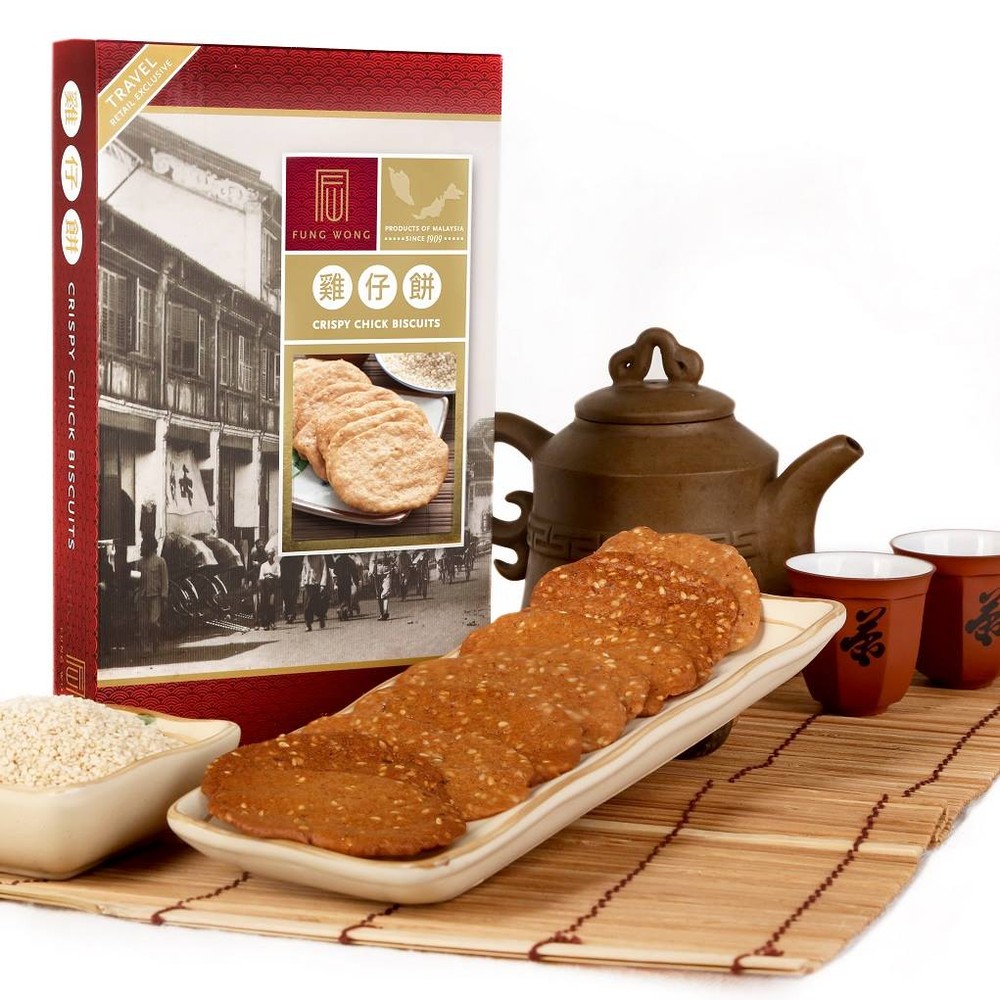 TRAVEL
RETAIL EXCLUSIVE
雞仔餅
CRISPY CHICK BISCUITS
FUNG WONG
PRODUCTS OF MALAYSIA
SINCE 1909
雞仔餅
CRISPY CHICK BISCUITS
茶